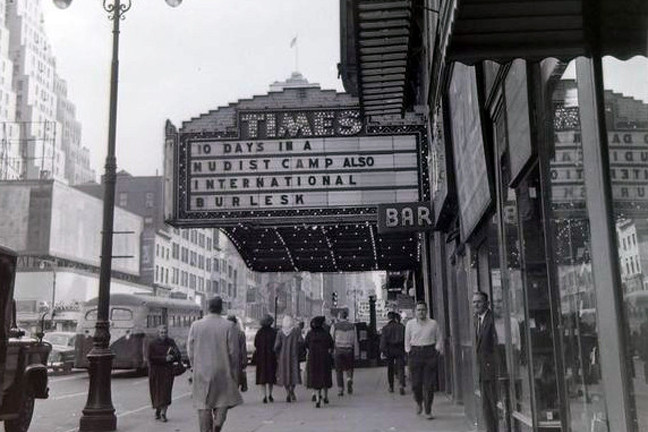 TIMES
10 DAYS IN A
NUDIST CAMP ALSO
INTERNATIONAL
BURLESK
BAR